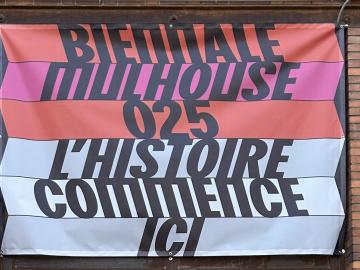 BIENNALE
MULHOUSE
025
L'HISTOIRE
COMMENCE
ICI